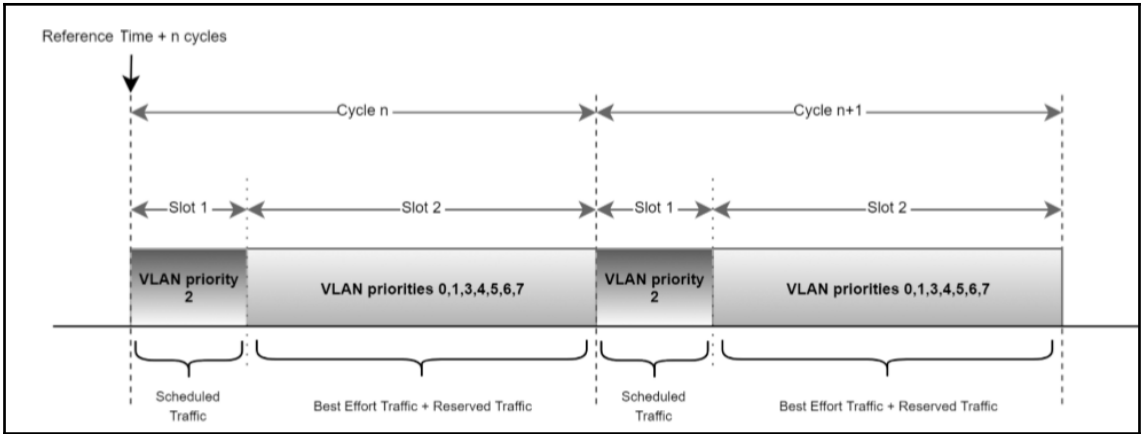 Reference Time + n cycles
Cycle n
Cycle n+1
Slot 1
Slot 2
Slot 1
Slot 2
VLAN priority
2
VLAN priorities 0,1,3,4,5,6,7
VLAN priority
2
VLAN priorities 0,1,3,4,5,6,7
Scheduled
Traffic
Best Effort Traffic + Reserved Traffic
Scheduled
Traffic
Best Effort Traffic + Reserved Traffic